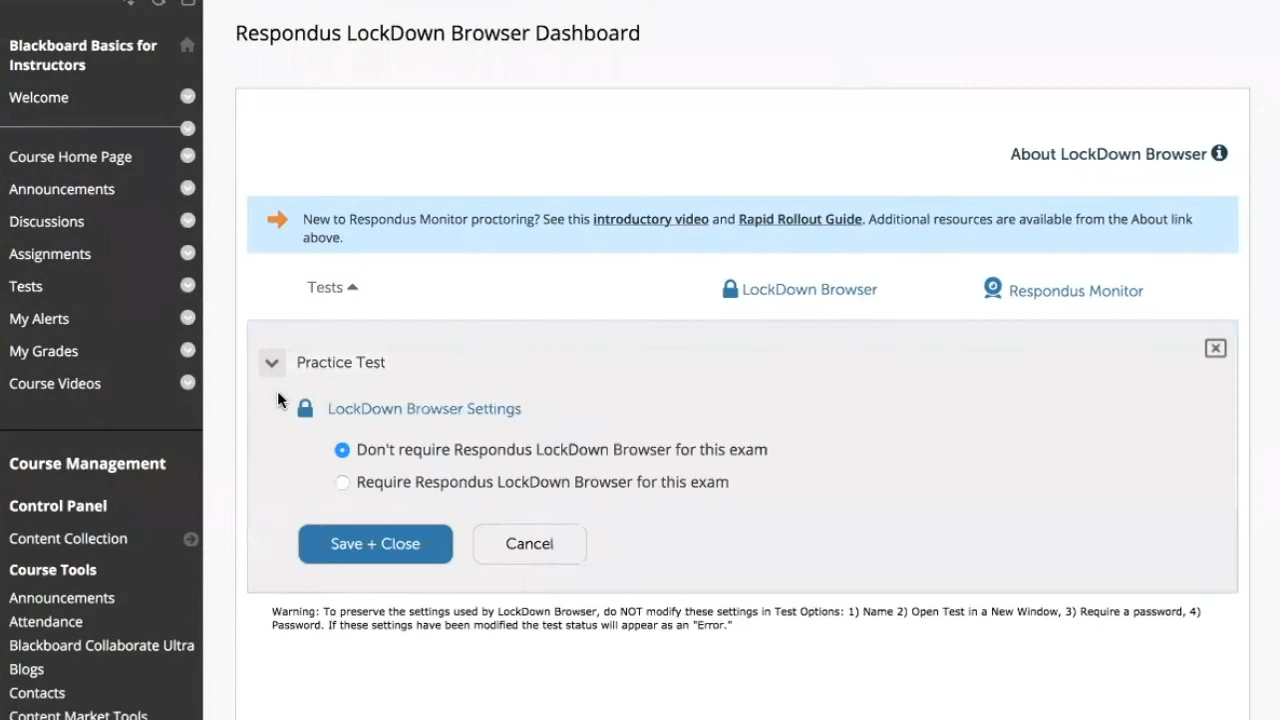 Blackboard Basics for
Instructors
Welcome
Course Home Page
Announcements
Discussions
Assignments
Tests
My Alerts
My Grades
Course Videos
Course Management
Control Panel
Content Collection
Course Tools
Announcements
Attendance
Blackboard Collaborate Ultra
Blogs
Contacts
Content Market Tools
Respondus LockDown Browser Dashboard
About LockDown Browser
New to Respondus Monitor proctoring? See this introductory video and Rapid Rollout Guide. Additional resources are available from the About link
above.
Tests LockDown Browser Respondus Monitor
Practice Test
LockDown Browser Settings
Don't require Respondus LockDown Browser for this exam
Require Respondus LockDown Browser for this exam
Save + Close Cancel
Warning: To preserve the settings used by LockDown Browser, do NOT modify these settings in Test Options: 1) Name 2) Open Test in a New Window, 3) Require a password, 4)
Password. If these settings have been modified the test status will appear as an "Error."